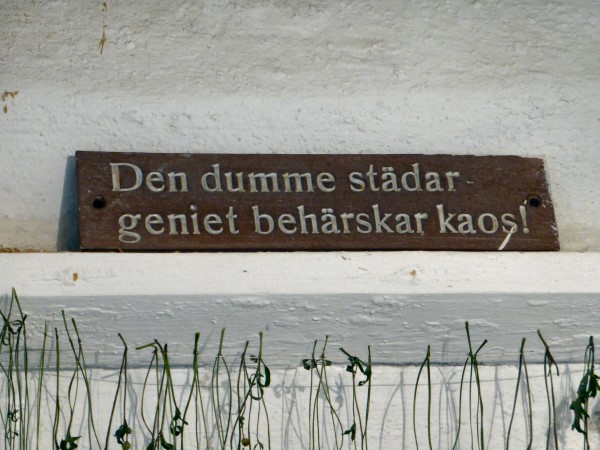 Den dumme städar-
geniet behärskar kaos!